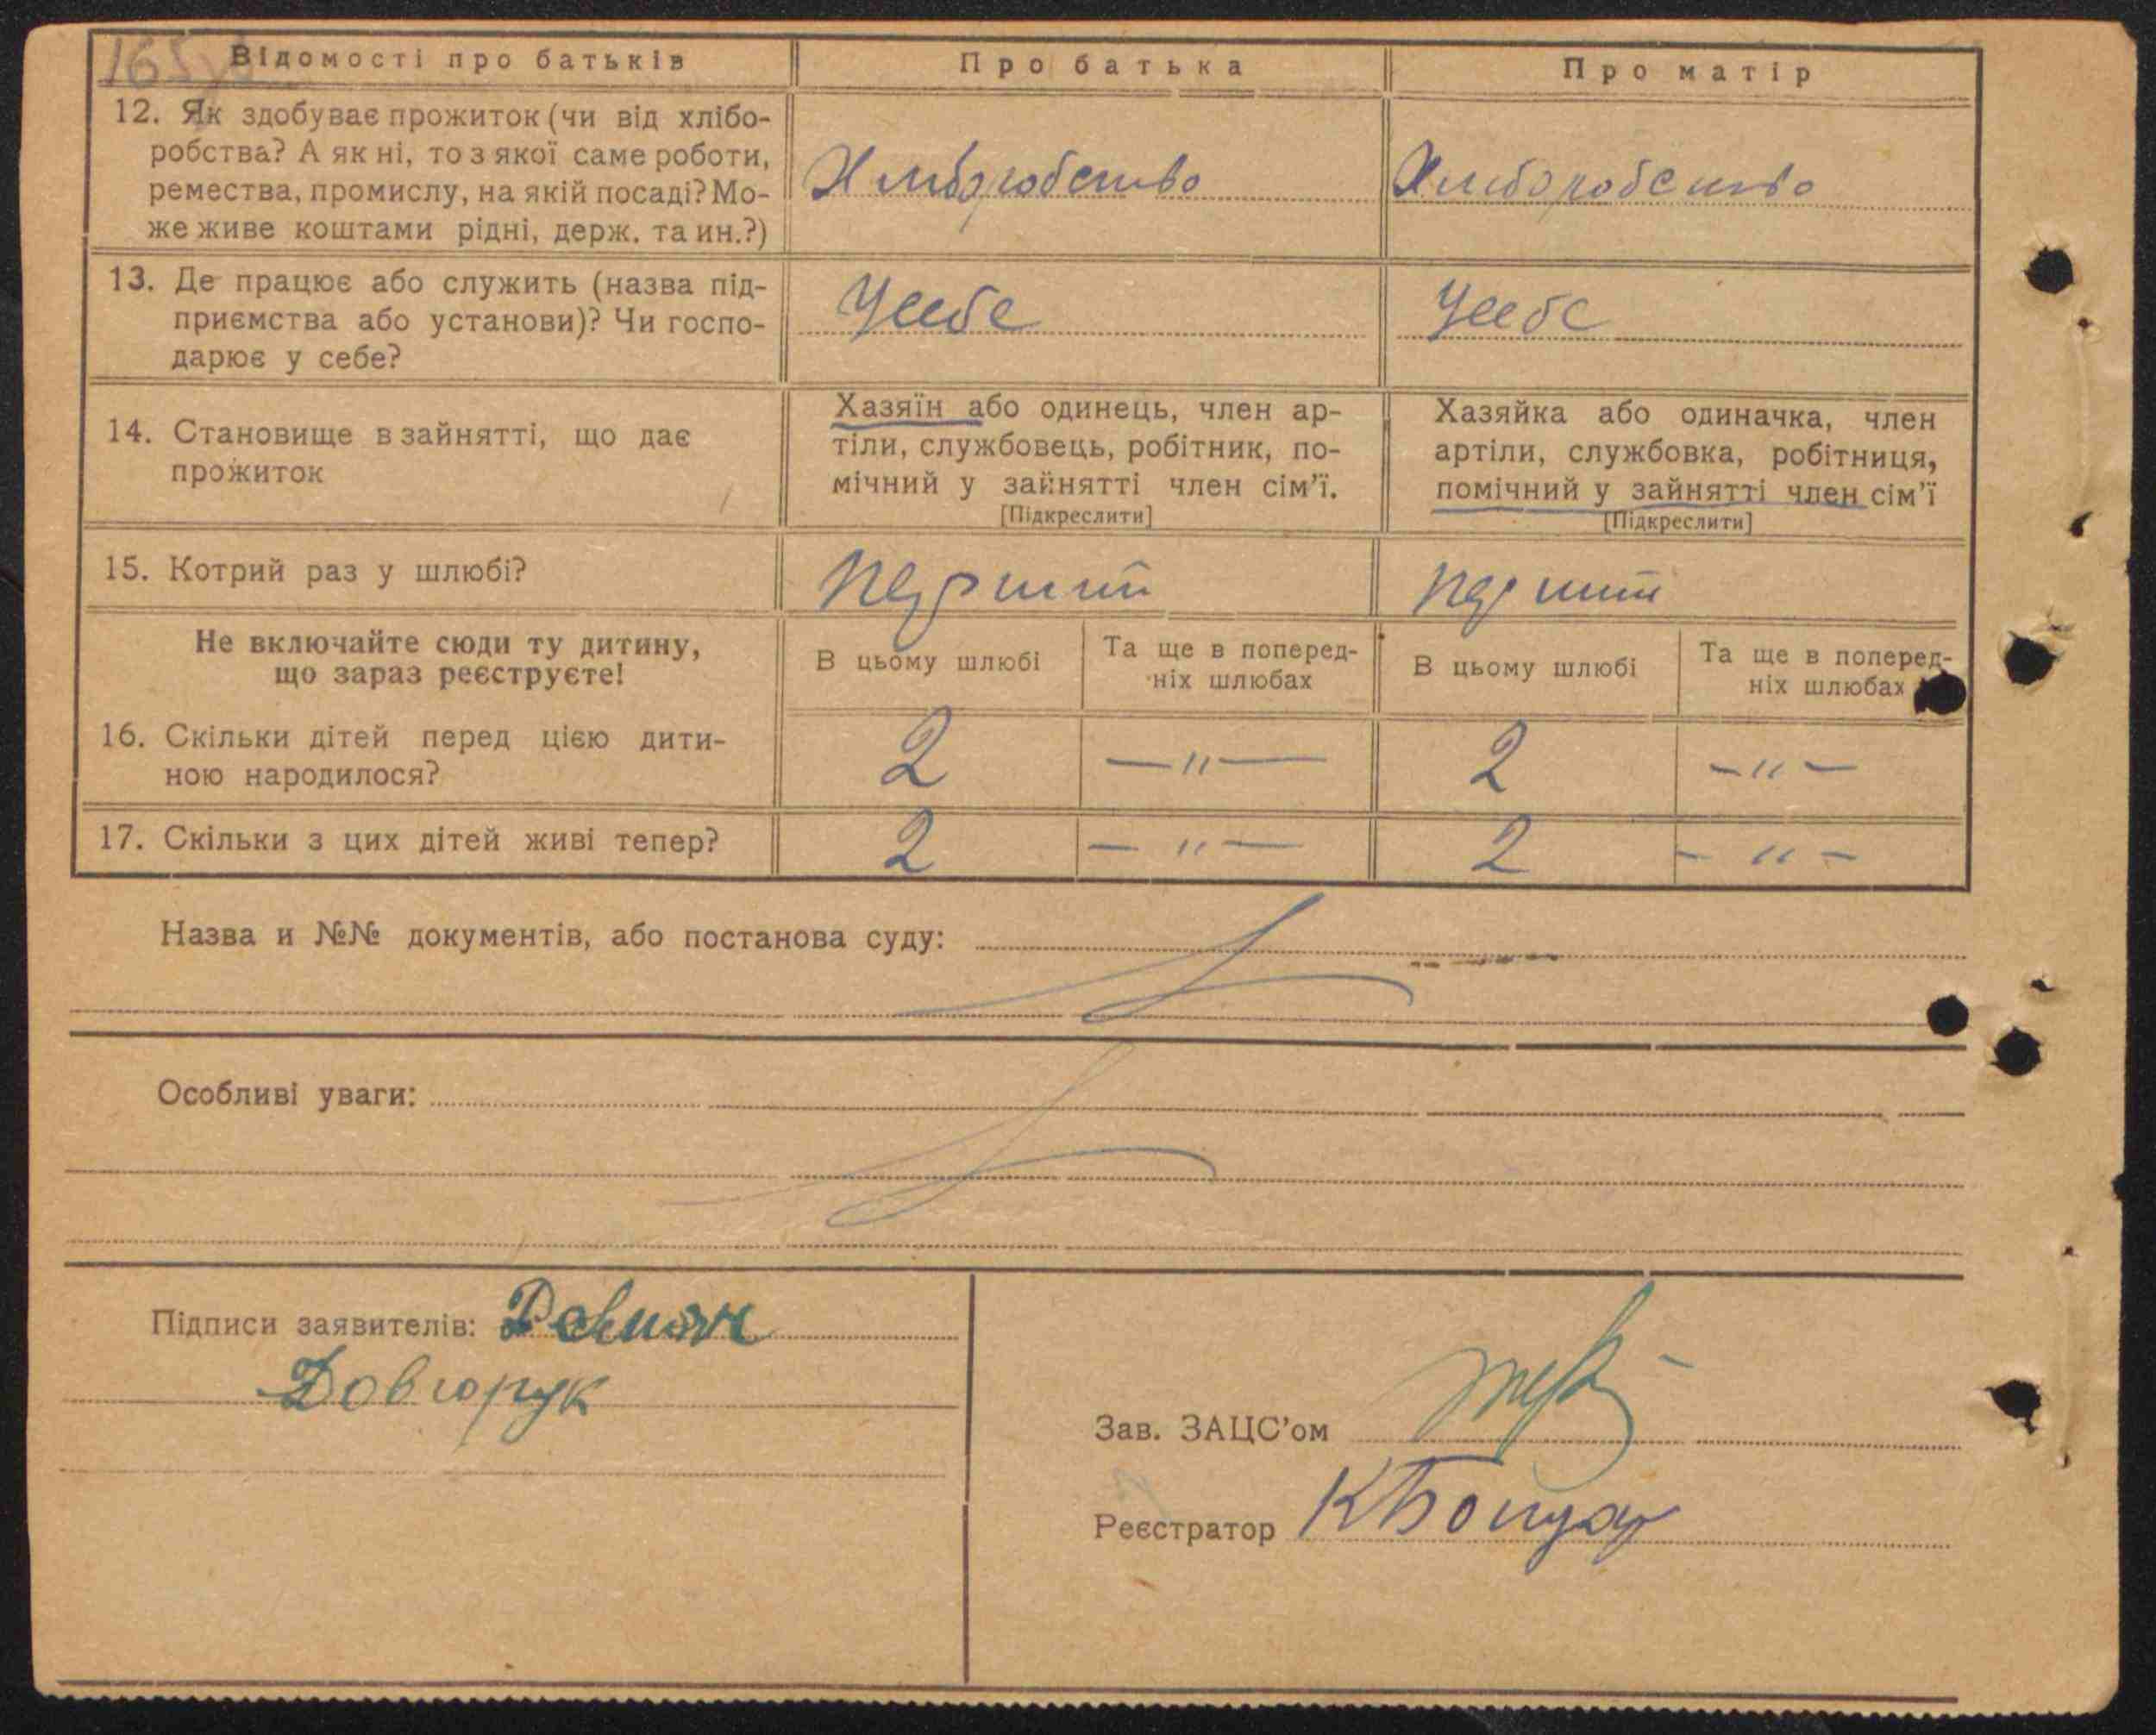 165
Відомості про батьків
Про батька
Про матір
12. Як здобуває прожиток (чи від хлібо-
робства? А як ні, то з якої саме роботи,
ремества, промислу, на якій посаді? Мо-
же живе коштами рідні, держ. та ин.?)
Хліборобство
Хліборобство
13. Де працює або служить (назва під-
приємства або установи)? Чи госпо-
дарює у себе?
Усебе
Усебе
14. Становище в зайнятті, що дає
прожиток
Хазяїн або одинець, член ар-
тіли, службовець, робітник, по-
мічний у зайнятті член сім’ї.
[Підкреслити]
Хазяйка або одиначка, член
артіли, службовка, робітниця,
помічний у зайнятті член сім’ї
[Підкреслити]
15. Котрий раз у шлюбі?
перший
перший
Не включайте сюди ту дитину,
що зараз реєструєте!
В цьому шлюбі
Та ще в поперед-
ніх шлюбах
В цьому шлюбі
Та ще в поперед-
ніх шлюбах
16. Скільки дітей перед цією дити-
ною народилося?
2 —"— 2 —"—
17. Скільки з цих дітей живі тепер?
2 —"— 2 —"—
Назва и №№ документів, або постанова суду:
Особливі уваги:
Підписи заявителів:
Довгорук
Зав. ЗАЦС’ом
Реєстратор КБондар